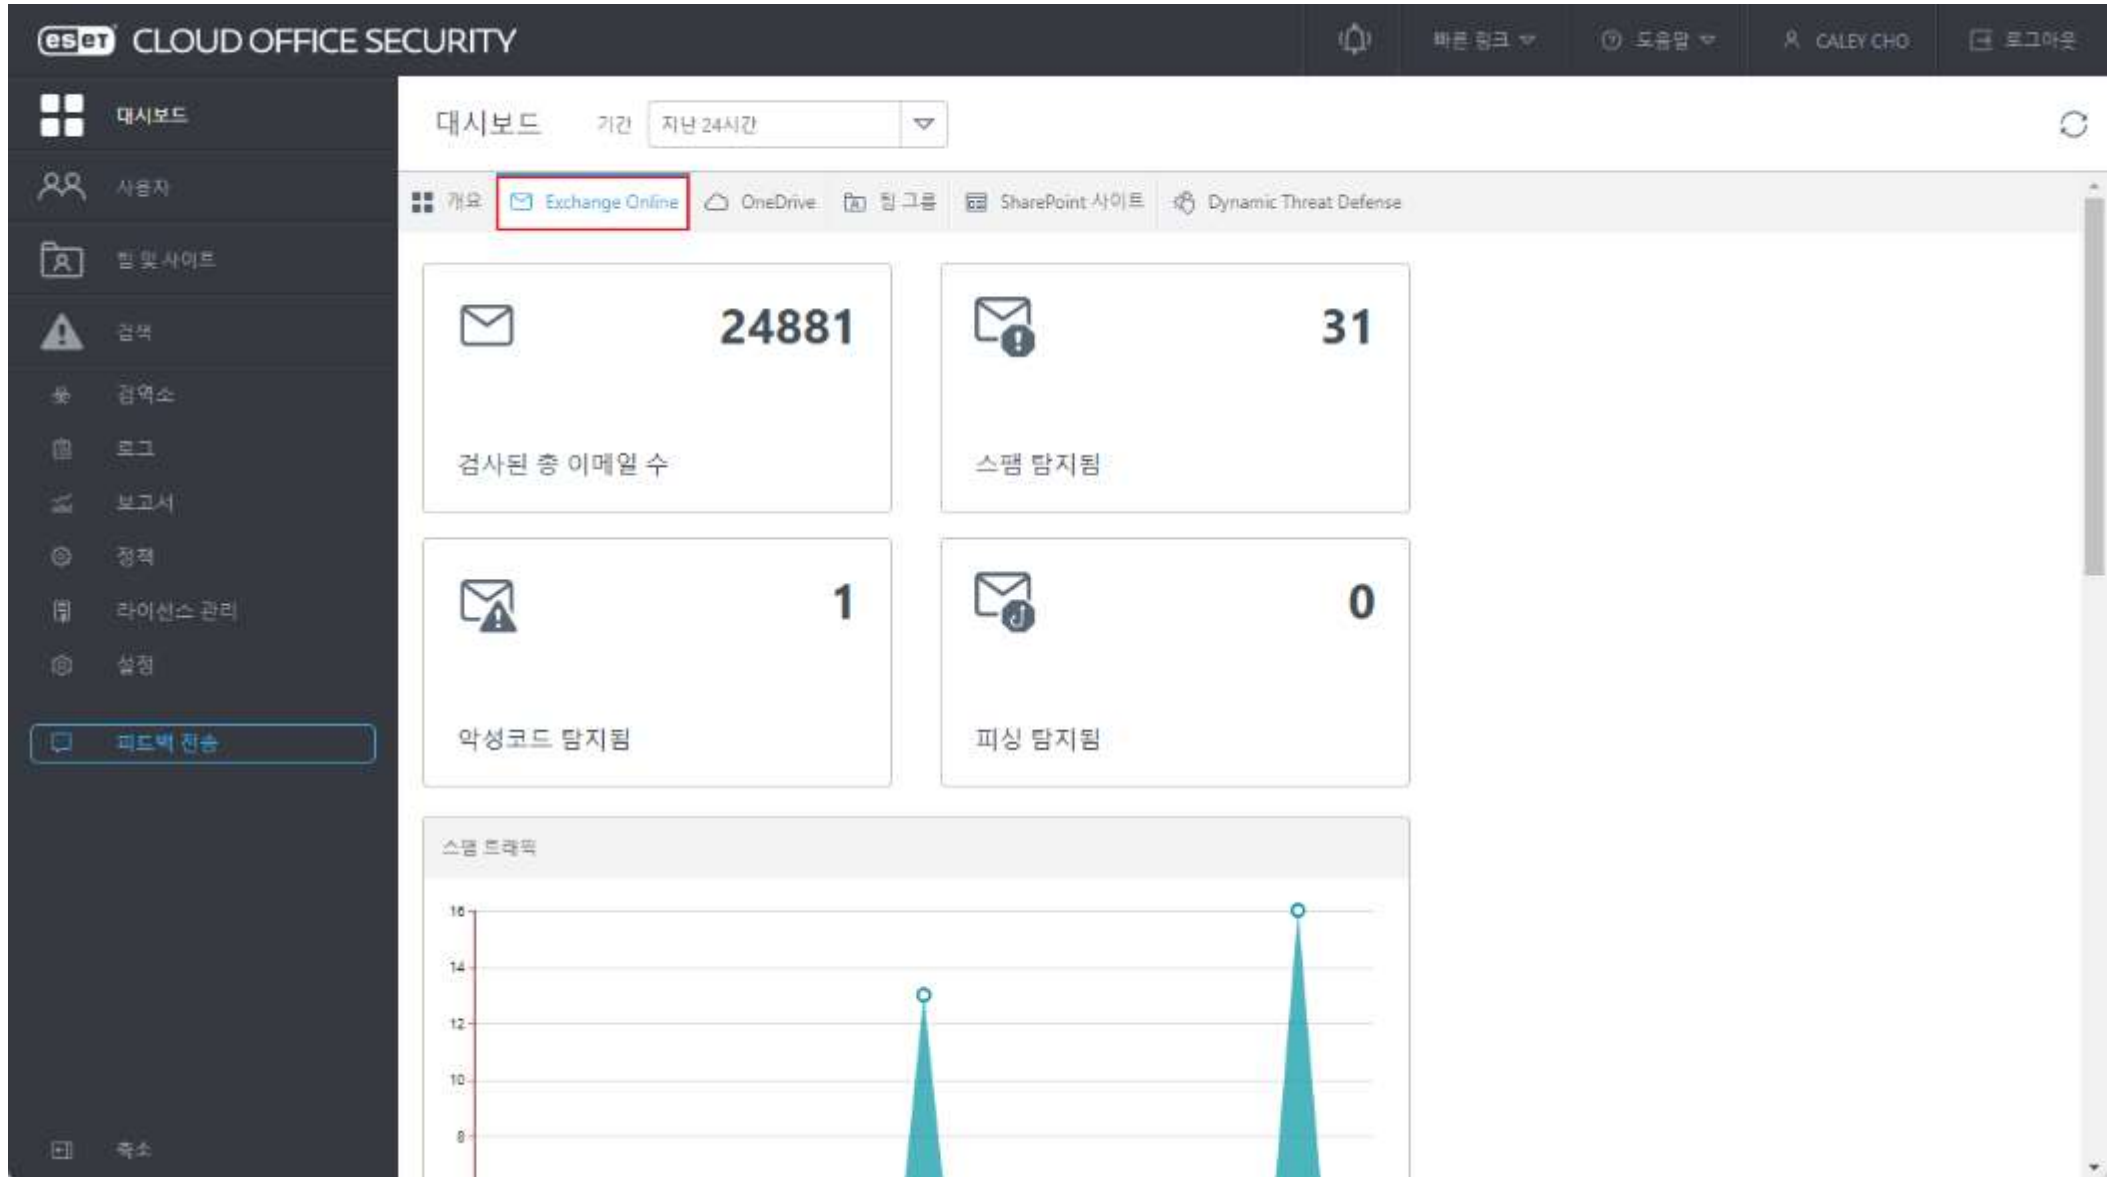 eset CLOUD OFFICE SECURITY
빠른 링크
도움말
CALEY CHO
로그아웃
대시보드
사용자
팀 및 사이트
검색
검역소
로그
보고서
정책
라이선스 관리
설정
피드백 전송
축소
대시보드 기간 지난 24시간
개요 Exchange Online OneDrive 팀 그룹 SharePoint 사이트 Dynamic Threat Defense
24881
검사된 총 이메일 수
31
스팸 탐지됨
1
악성코드 탐지됨
0
피싱 탐지됨
스팸 트래픽
16
14
12
10
8